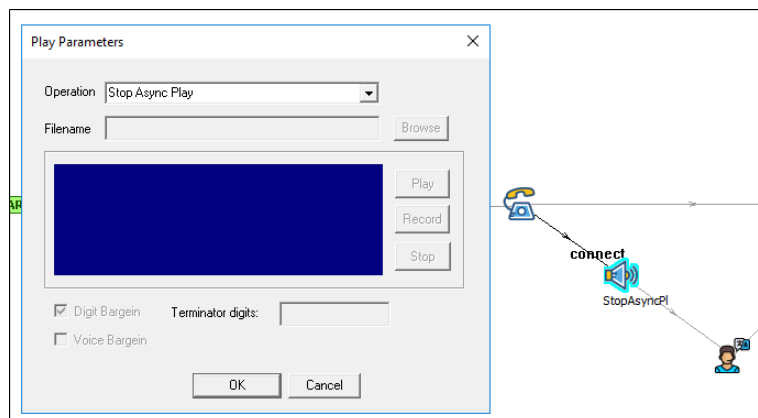 Play Parameters
Operation
Stop Async Play
Filename
Browse
Play
Record
Stop
Digit Bargein
Terminator digits:
Voice Bargein
OK
Cancel
AR
connect
StopAsyncPl